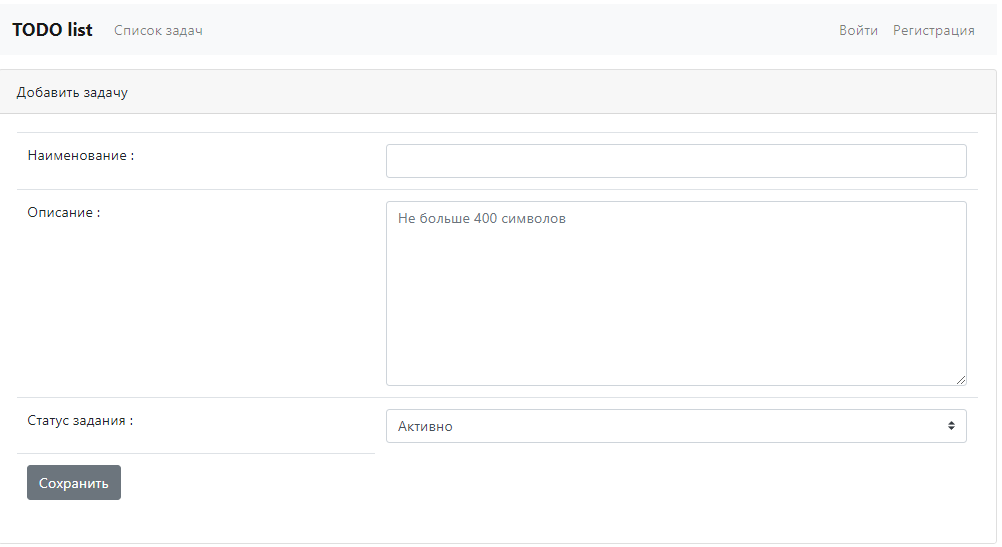 TODO list Список задач Войти Регистрация
Добавить задачу
Наименование :
Описание : Не больше 400 символов
Статус задания : Активно
Сохранить